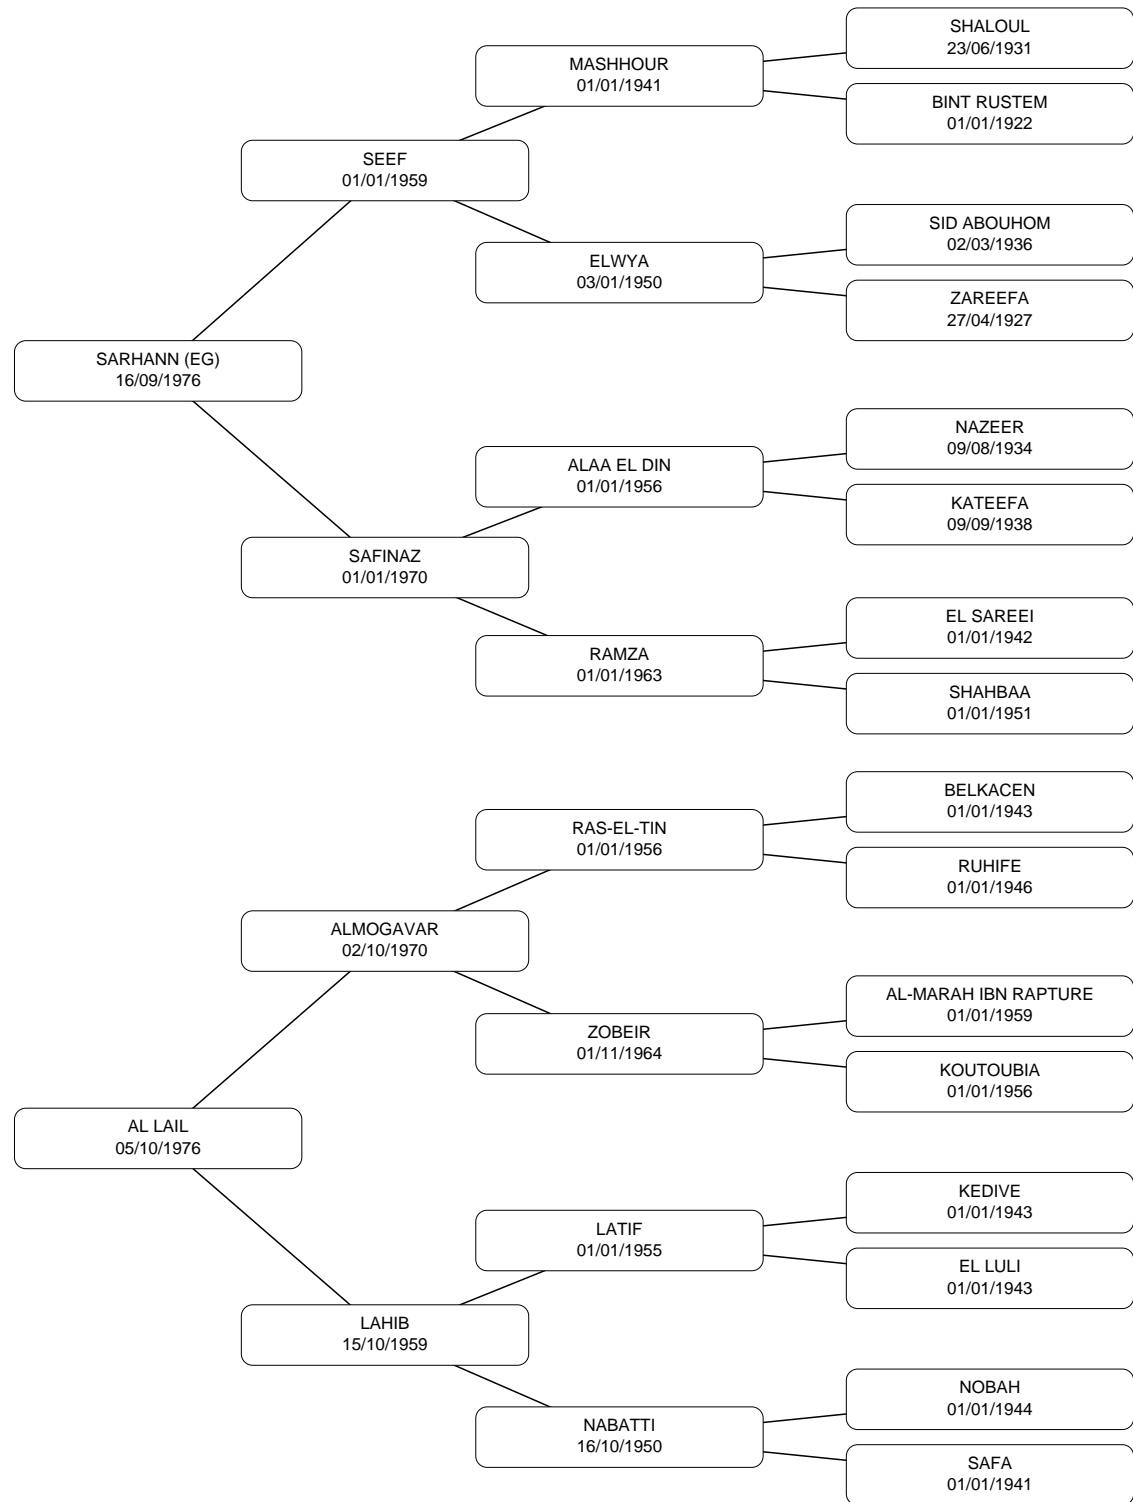 SHALOUL
23/06/1931
MASHHOUR
01/01/1941
BINT RUSTEM
01/01/1922
SEEF
01/01/1959
SID ABOUHOM
02/03/1936
ELWYA
03/01/1950
ZAREEFA
27/04/1927
SARHANN (EG)
16/09/1976
NAZEER
09/08/1934
ALAA EL DIN
01/01/1956
KATEEFA
09/09/1938
SAFINAZ
01/01/1970
EL SAREEI
01/01/1942
RAMZA
01/01/1963
SHAHBAA
01/01/1951
BELKACEN
01/01/1943
RAS-EL-TIN
01/01/1956
RUHIFE
01/01/1946
ALMOGAVAR
02/10/1970
AL-MARAH IBN RAPTURE
01/01/1959
ZOBEIR
01/11/1964
KOUTOUBIA
01/01/1956
AL LAIL
05/10/1976
KEDIVE
01/01/1943
LATIF
01/01/1955
EL LULI
01/01/1943
LAHIB
15/10/1959
NOBAH
01/01/1944
NABATTI
16/10/1950
SAFA
01/01/1941